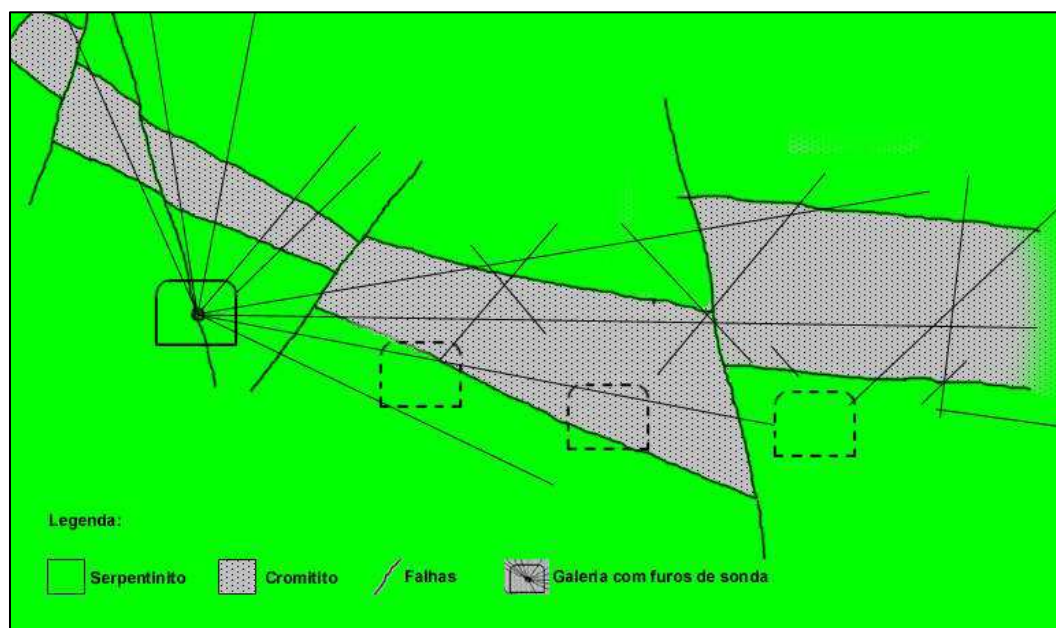 Legenda:
Serpentinito
Cromitito
Falhas
Galeria com furos de sonda